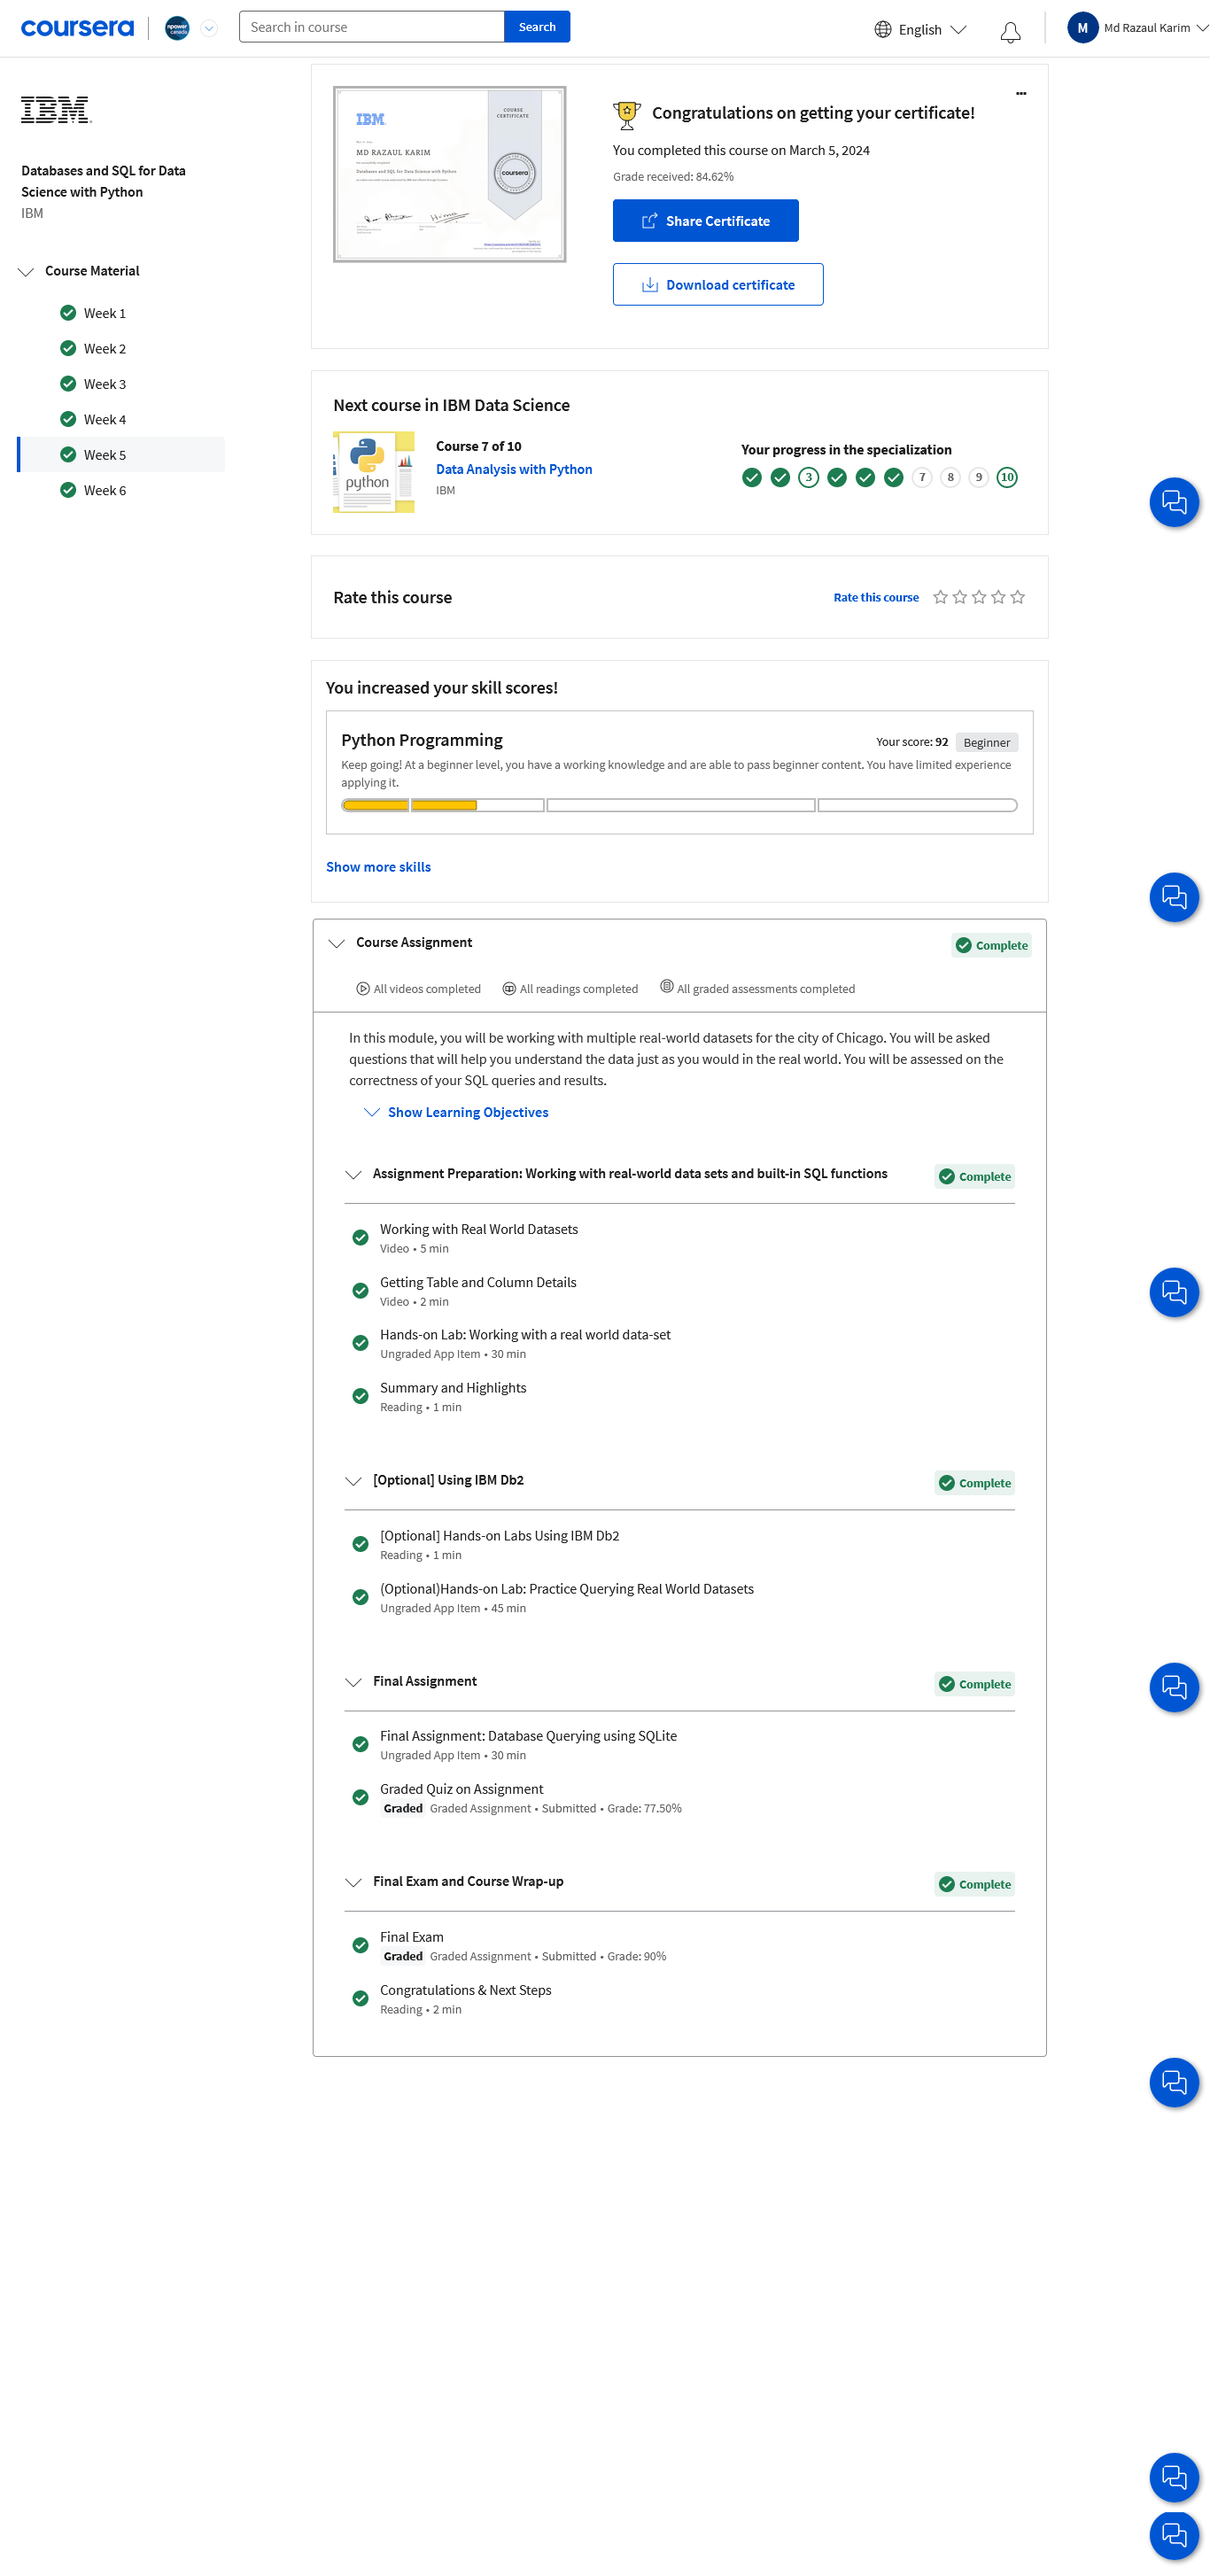 coursera
npower
canada
Search in course
Search
English
M
Md Razaul Karim
IBM
Databases and SQL for Data
Science with Python
IBM
Course Material
Week 1
Week 2
Week 3
Week 4
Week 5
Week 6
IBM
COURSE
CERTIFICATE
MD RAZAUL KARIM
Databases and SQL for Data Science with Python
coursera
Congratulations on getting your certificate!
You completed this course on March 5, 2024
Grade received: 84.62%
Share Certificate
Download certificate
Next course in IBM Data Science
python
Course 7 of 10
Data Analysis with Python
IBM
Your progress in the specialization
3 7 8 9 10
Rate this course
Rate this course
You increased your skill scores!
Python Programming
Your score: 92 Beginner
Keep going! At a beginner level, you have a working knowledge and are able to pass beginner content. You have limited experience
applying it.
Show more skills
Course Assignment
Complete
All videos completed
All readings completed
All graded assessments completed
In this module, you will be working with multiple real-world datasets for the city of Chicago. You will be asked
questions that will help you understand the data just as you would in the real world. You will be assessed on the
correctness of your SQL queries and results.
Show Learning Objectives
Assignment Preparation: Working with real-world data sets and built-in SQL functions
Complete
Working with Real World Datasets
Video • 5 min
Getting Table and Column Details
Video • 2 min
Hands-on Lab: Working with a real world data-set
Ungraded App Item • 30 min
Summary and Highlights
Reading • 1 min
[Optional] Using IBM Db2
Complete
[Optional] Hands-on Labs Using IBM Db2
Reading • 1 min
(Optional)Hands-on Lab: Practice Querying Real World Datasets
Ungraded App Item • 45 min
Final Assignment
Complete
Final Assignment: Database Querying using SQLite
Ungraded App Item • 30 min
Graded Quiz on Assignment
Graded Graded Assignment • Submitted • Grade: 77.50%
Final Exam and Course Wrap-up
Complete
Final Exam
Graded Graded Assignment • Submitted • Grade: 90%
Congratulations & Next Steps
Reading • 2 min